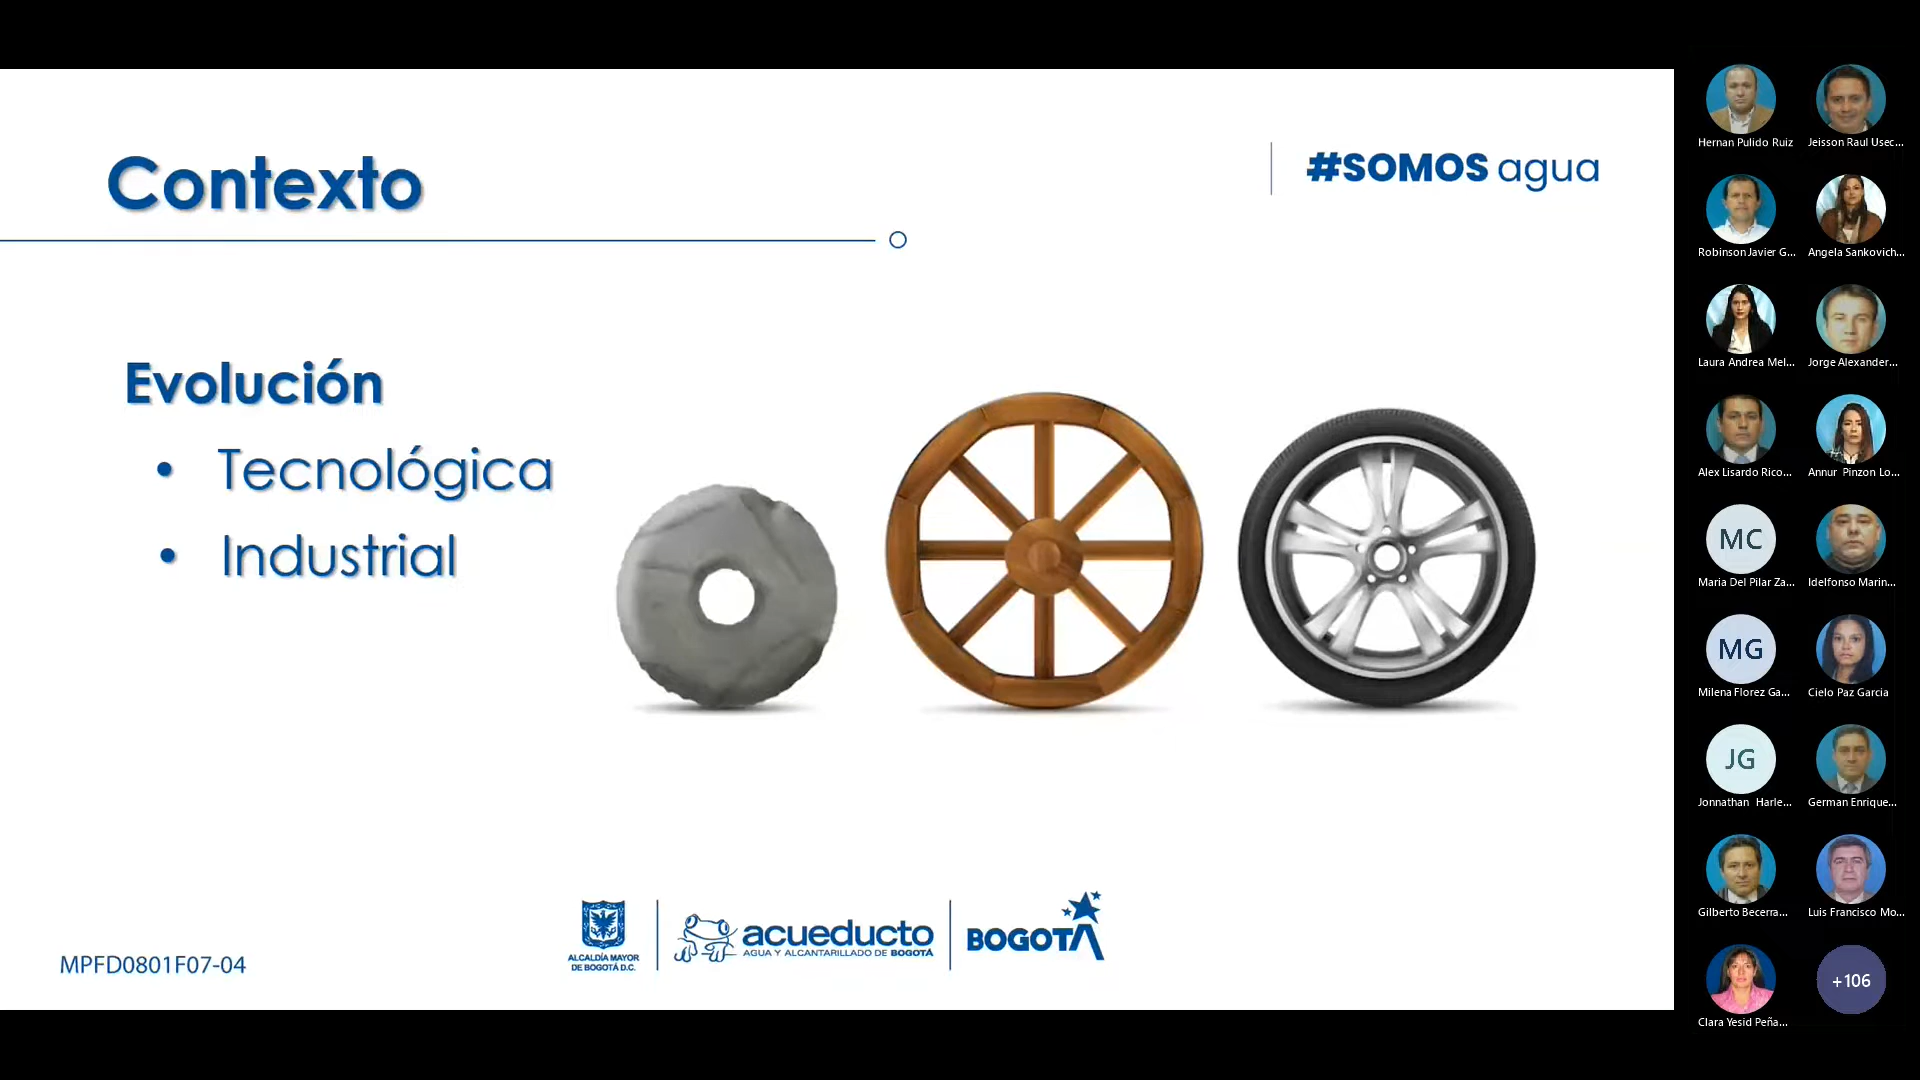 Contexto
#SOMOS agua
Evolución
• Tecnológica
• Industrial
ALCALDÍA MAYOR
DE BOGOTÁ D.C.
acueducto
AGUA Y ALCANTARILLADO DE BOGOTÁ
BOGOTÁ
MPFD0801F07-04
Hernan Pulido Ruiz
Jeisson Raul Usec...
Robinson Javier G...
Angela Sankovich...
Laura Andrea Mel...
Jorge Alexander...
Alex Lisardo Rico...
Annur Pinzon Lo...
MC
Maria Del Pilar Za...
Idelfonso Marin...
MG
Milena Florez Ga...
Cielo Paz Garcia
JG
Jonnathan Harle...
German Enrique...
Gilberto Becerra...
Luis Francisco Mo...
Clara Yesid Peña...
+106